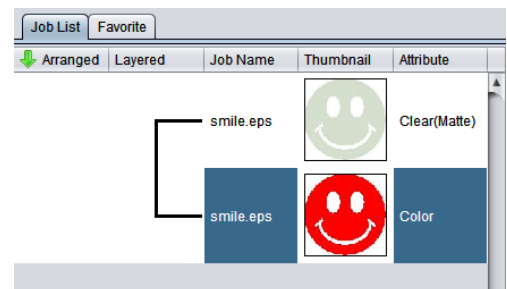 Job List Favorite
Arranged Layered Job Name Thumbnail Attribute
smile.eps Clear(Matte)
smile.eps Color